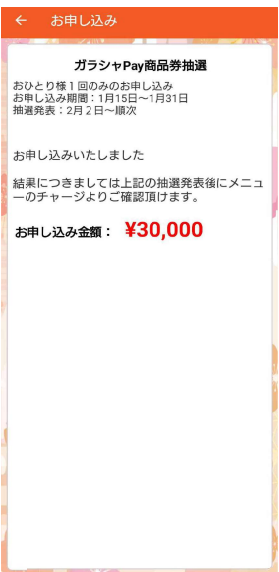 ← お申し込み
ガラシャPay商品券抽選
おひとり様１回のみのお申し込み
お申し込み期間：1月15日～1月31日
抽選発表：2月２日～順次
お申し込みいたしました
結果につきましては上記の抽選発表後にメニュ
ーのチャージよりご確認頂けます。
お申し込み金額： ¥30,000